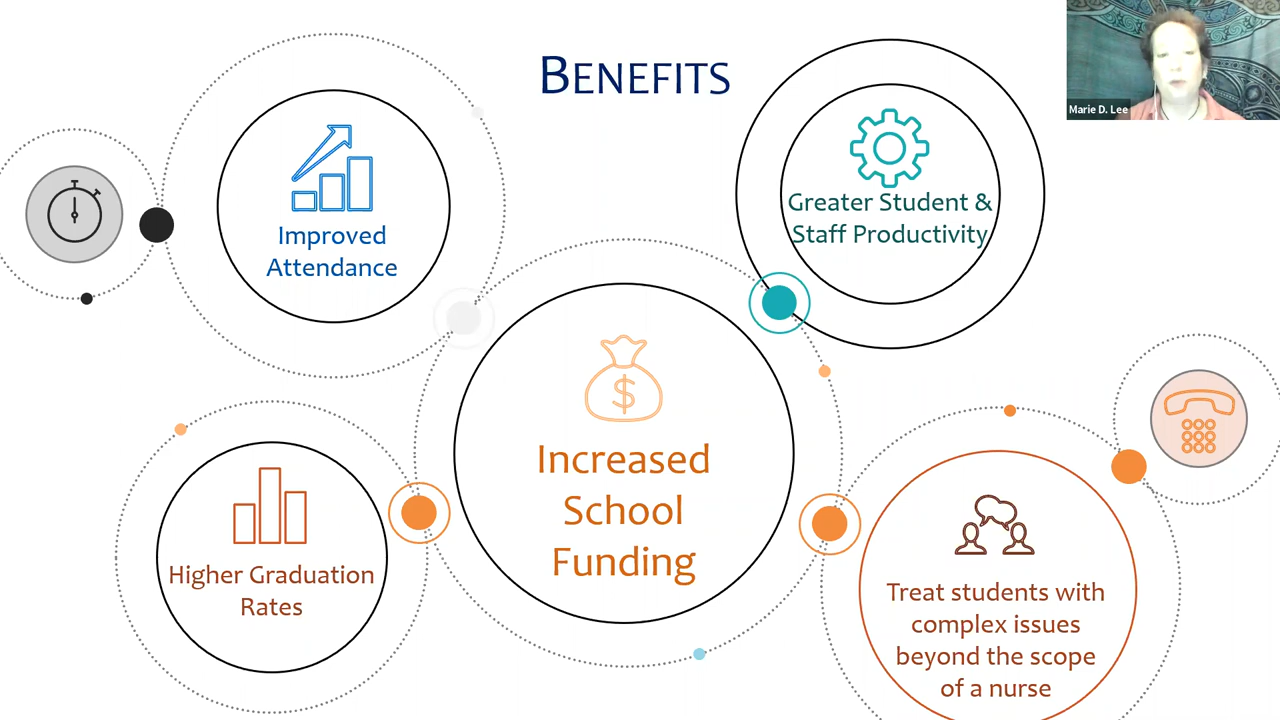 BENEFITS
Marie D. Lee
Improved
Attendance
Greater Student &
Staff Productivity
Increased
School
Funding
$
Higher Graduation
Rates
Treat students with
complex issues
beyond the scope
of a nurse